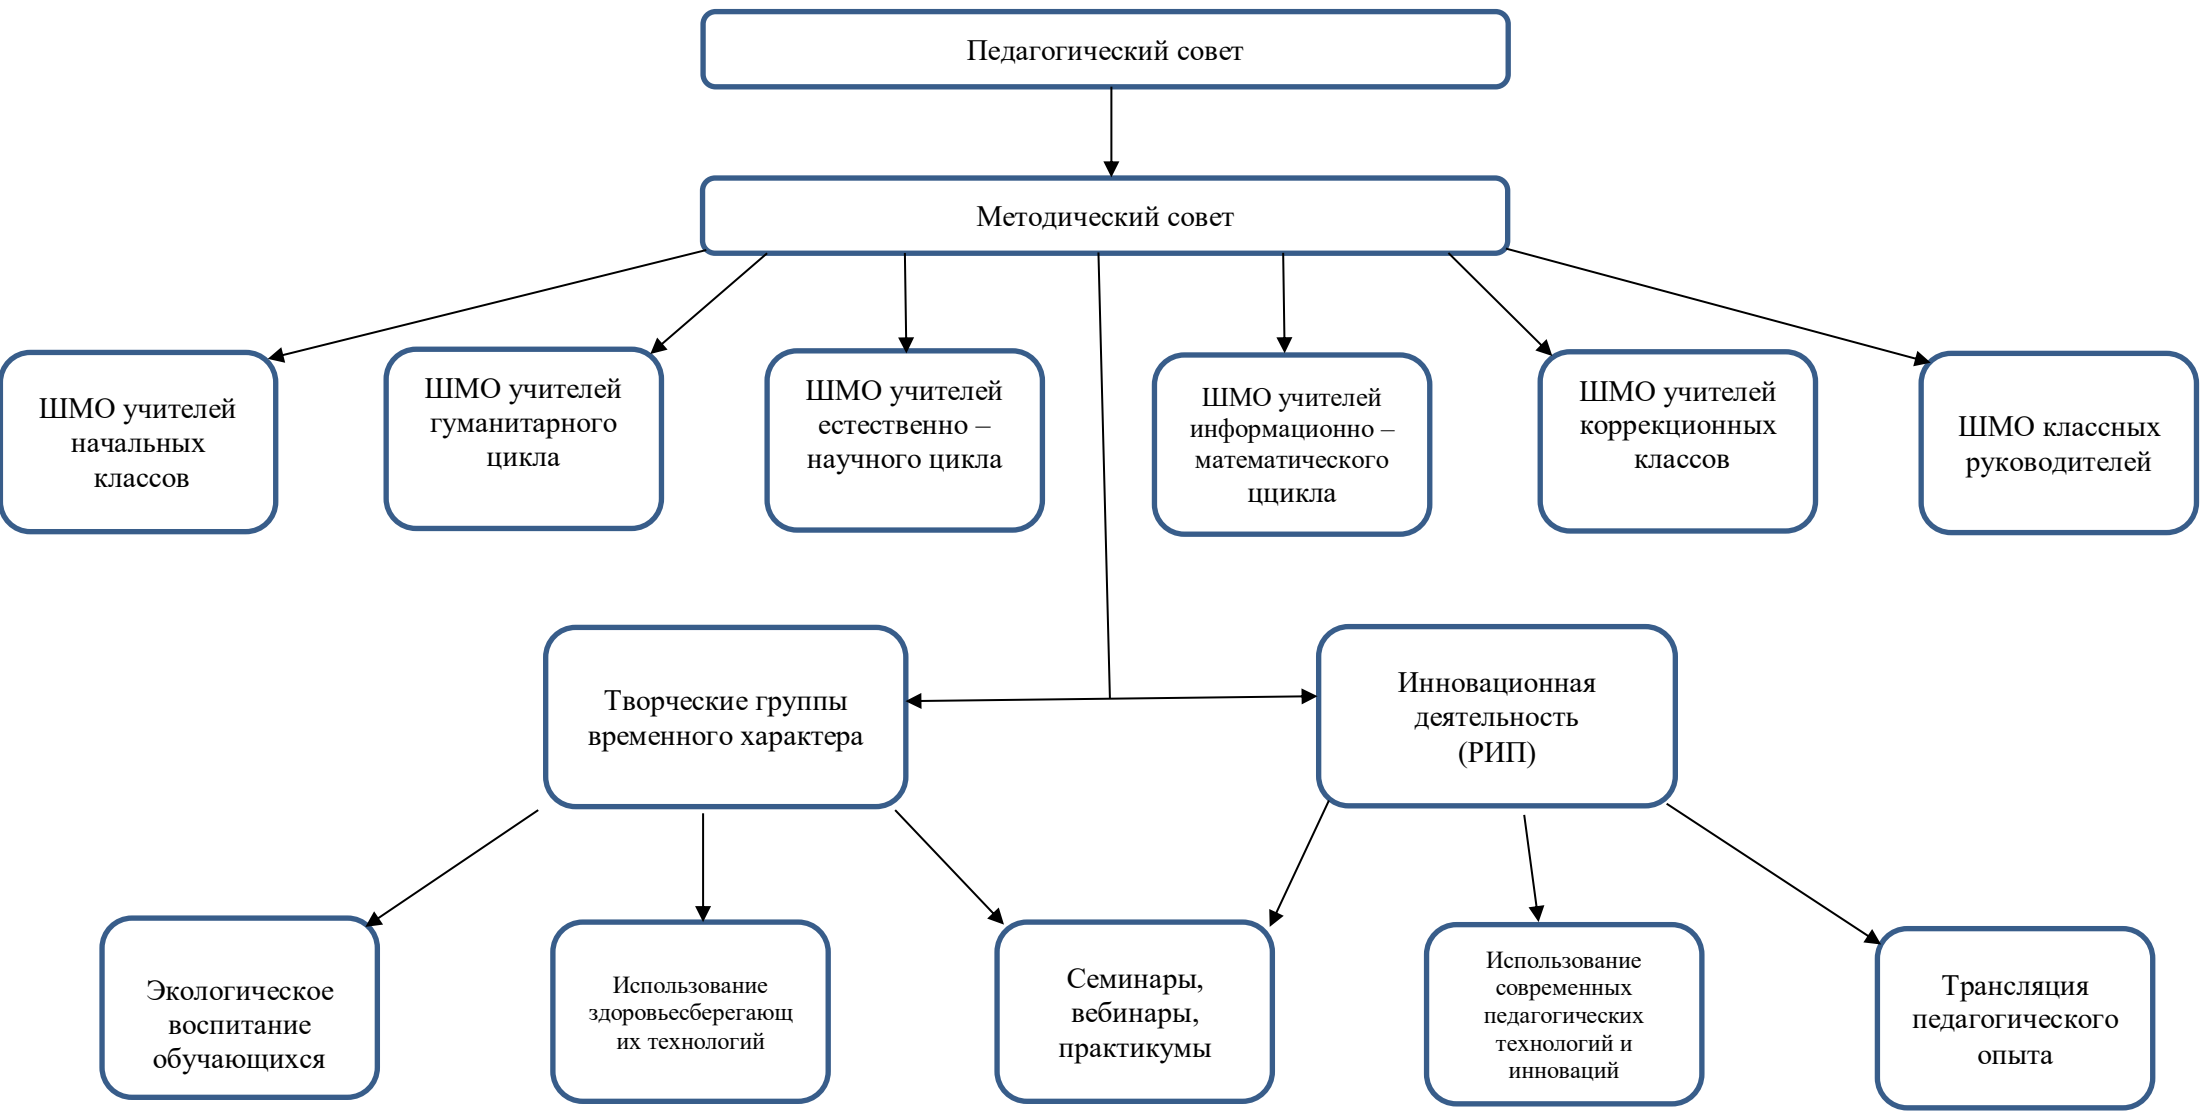 Педагогический совет
Методический совет
ШМО учителей
начальных
классов
ШМО учителей
гуманитарного
цикла
ШМО учителей
естественно –
научного цикла
ШМО учителей
информационно –
математического
ццикла
ШМО учителей
коррекционных
классов
ШМО классных
руководителей
Творческие группы
временного характера
Инновационная
деятельность
(РИП)
Экологическое
воспитание
обучающихся
Использование
здоровьесберегающ
их технологий
Семинары,
вебинары,
практикумы
Использование
современных
педагогических
технологий и
инноваций
Трансляция
педагогического
опыта